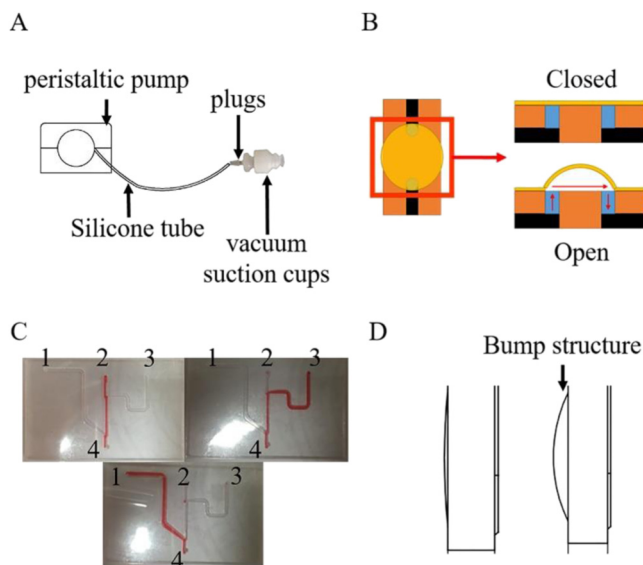 A
peristaltic pump
plugs
Silicone tube
vacuum
suction cups
B
Closed
Open
C
1 2 3
4
1 2 3
4
1 2 3
4
D
Bump structure